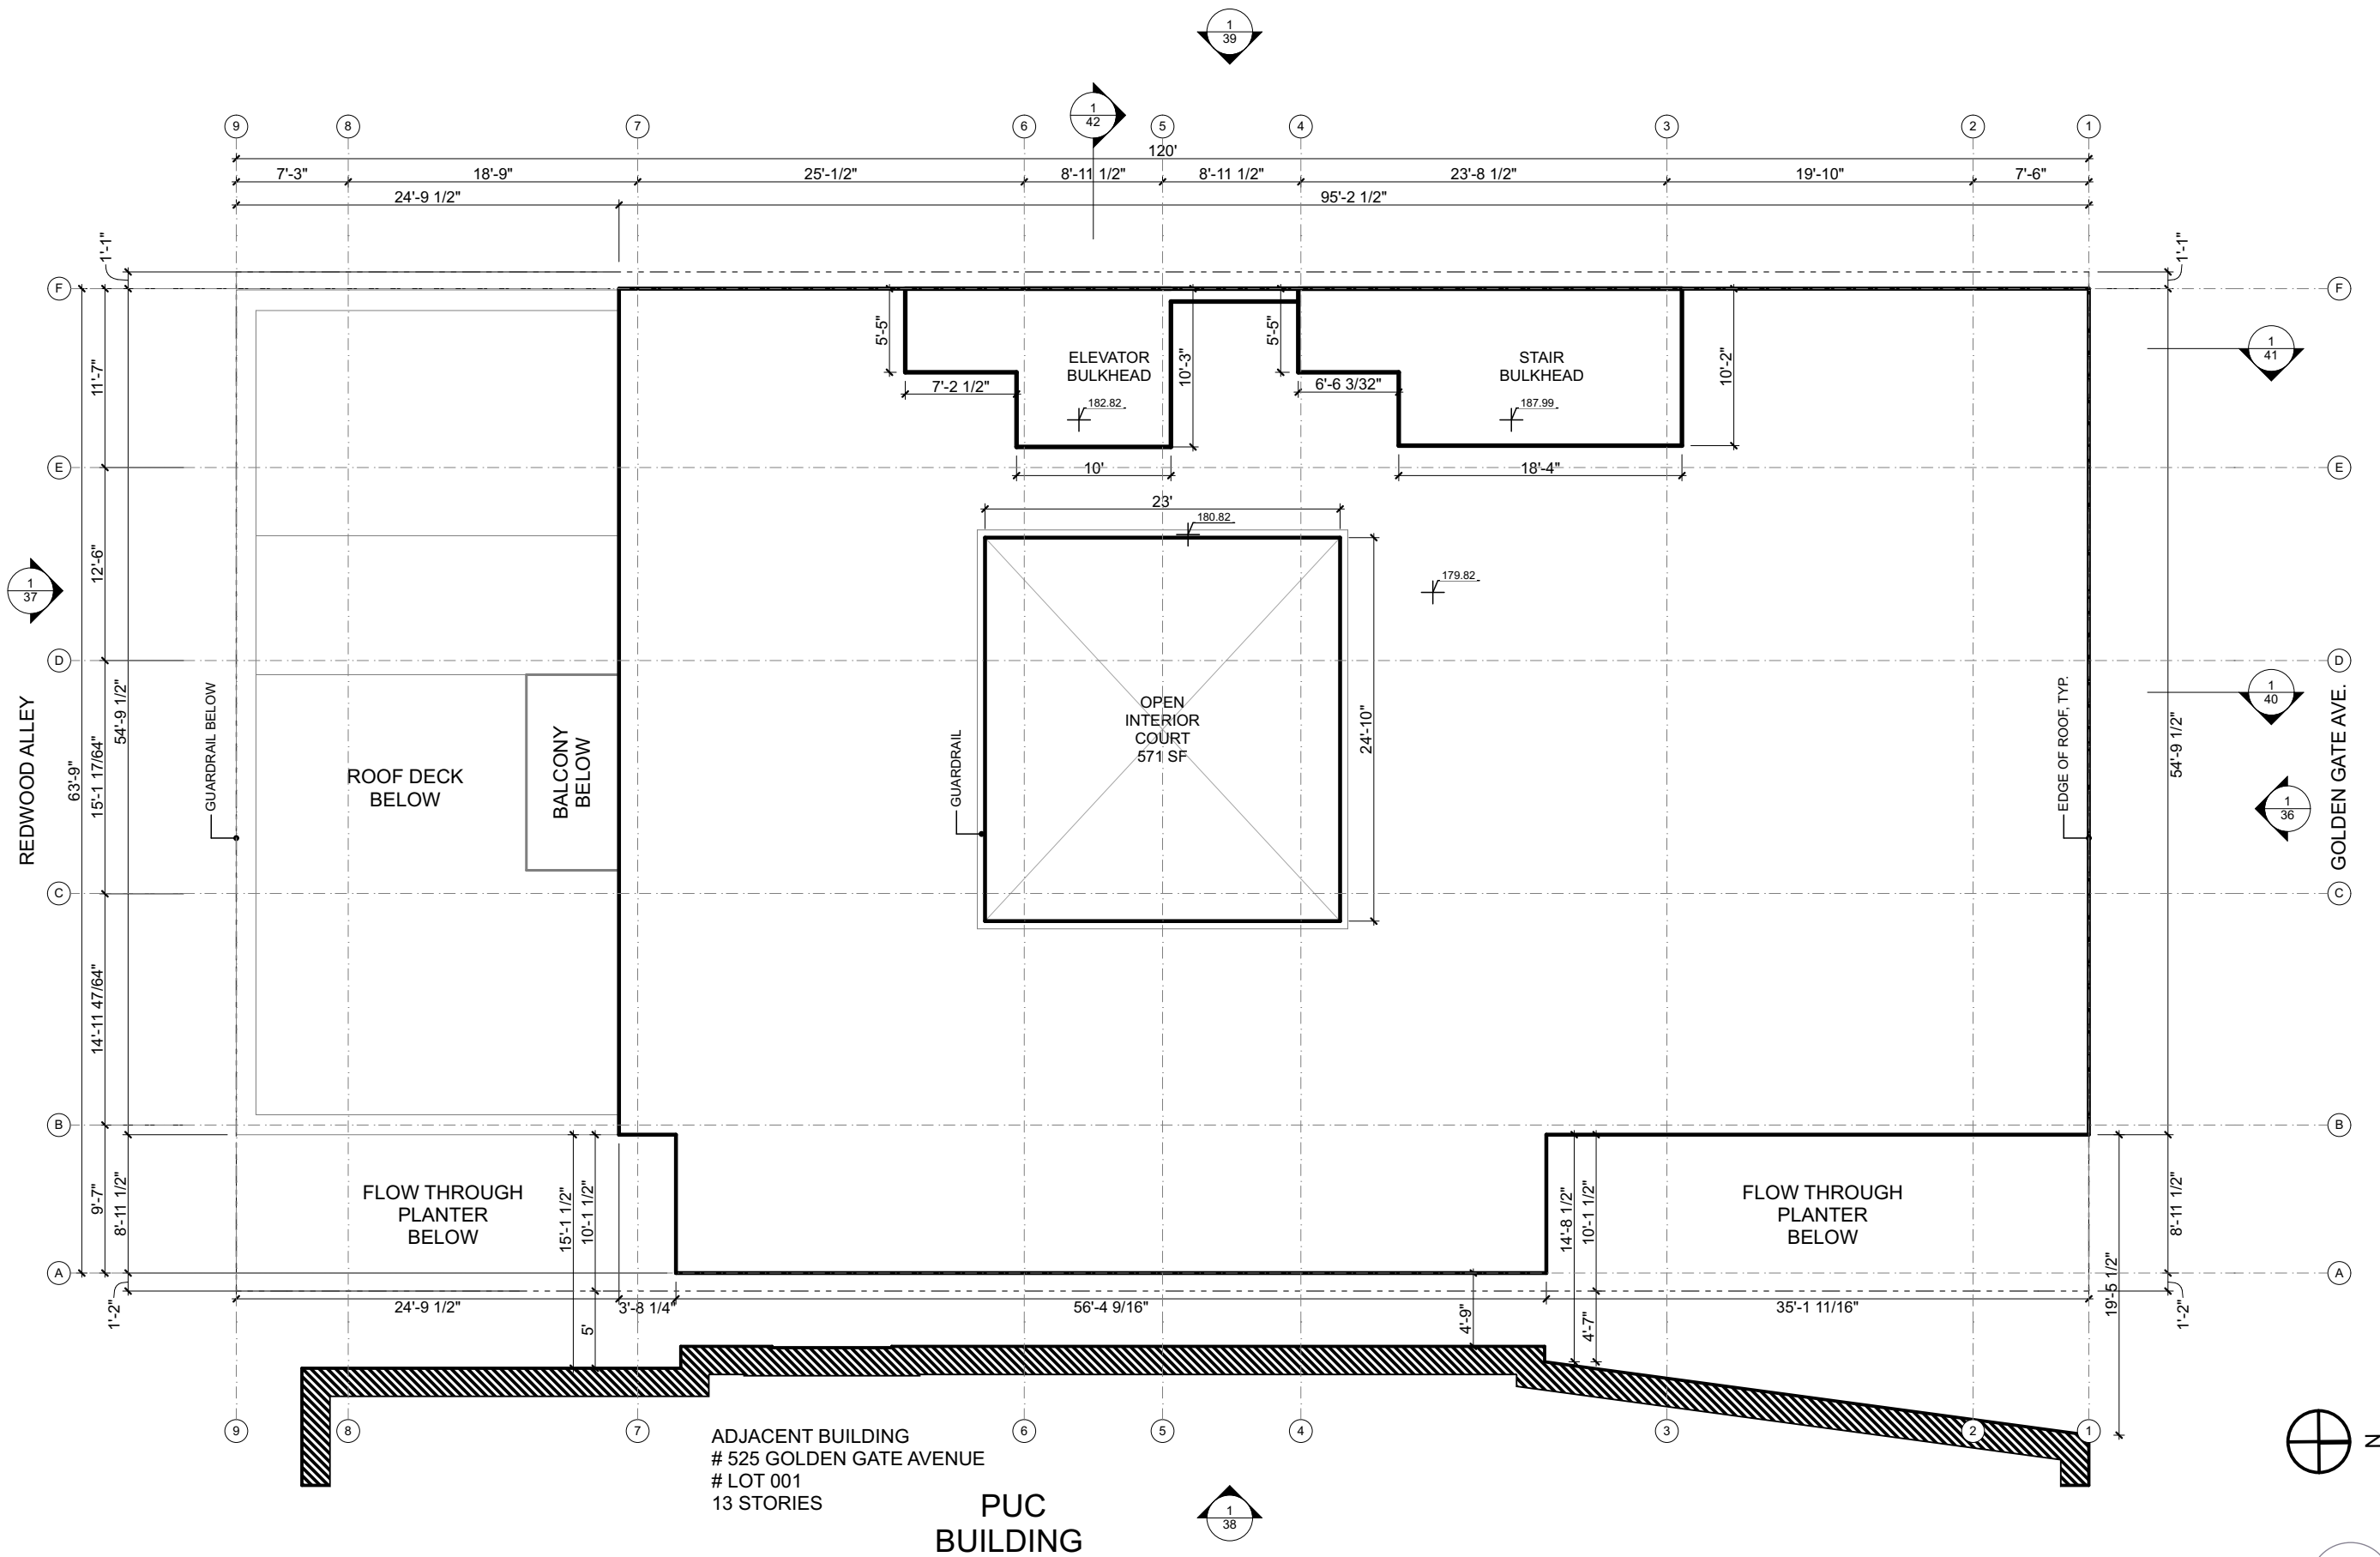 1
39
1
42
9 8 7 6 5 4 3 2 1
120'
7'-3" 18'-9" 25'-1/2" 8'-11 1/2" 8'-11 1/2" 23'-8 1/2" 19'-10" 7'-6"
24'-9 1/2" 95'-2 1/2"
1'-1" 1'-1"
F F
5'-5" 5'-5"
1
41
11'-7"
ELEVATOR
BULKHEAD
10'-3"
STAIR
BULKHEAD
10'-2"
7'-2 1/2" 6'-6 3/32"
182.82 187.99
E E
10' 18'-4"
23'
180.82
12'-6"
179.82
1
37
D D
1
40
REDWOOD ALLEY
63'-9"
15'-1 17/64"
54'-9 1/2"
GUARDRAIL BELOW
ROOF DECK
BELOW
BALCONY
BELOW
GUARDRAIL
OPEN
INTERIOR
COURT
571 SF
24'-10"
EDGE OF ROOF, TYP.
54'-9 1/2"
1
36
GOLDEN GATE AVE.
C C
14'-11 47/64"
B B
9'-7"
8'-11 1/2"
FLOW THROUGH
PLANTER
BELOW
15'-1 1/2"
10'-1 1/2"
14'-8 1/2"
10'-1 1/2"
FLOW THROUGH
PLANTER
BELOW
8'-11 1/2"
A A
1'-2"
24'-9 1/2" 3'-8 1/4" 56'-4 9/16" 35'-1 11/16"
5'
4'-9"
4'-7"
19'-5 1/2"
1'-2"
9 8 7 6 5 4 3 2 1
ADJACENT BUILDING
# 525 GOLDEN GATE AVENUE
# LOT 001
13 STORIES
PUC
BUILDING
1
38
N